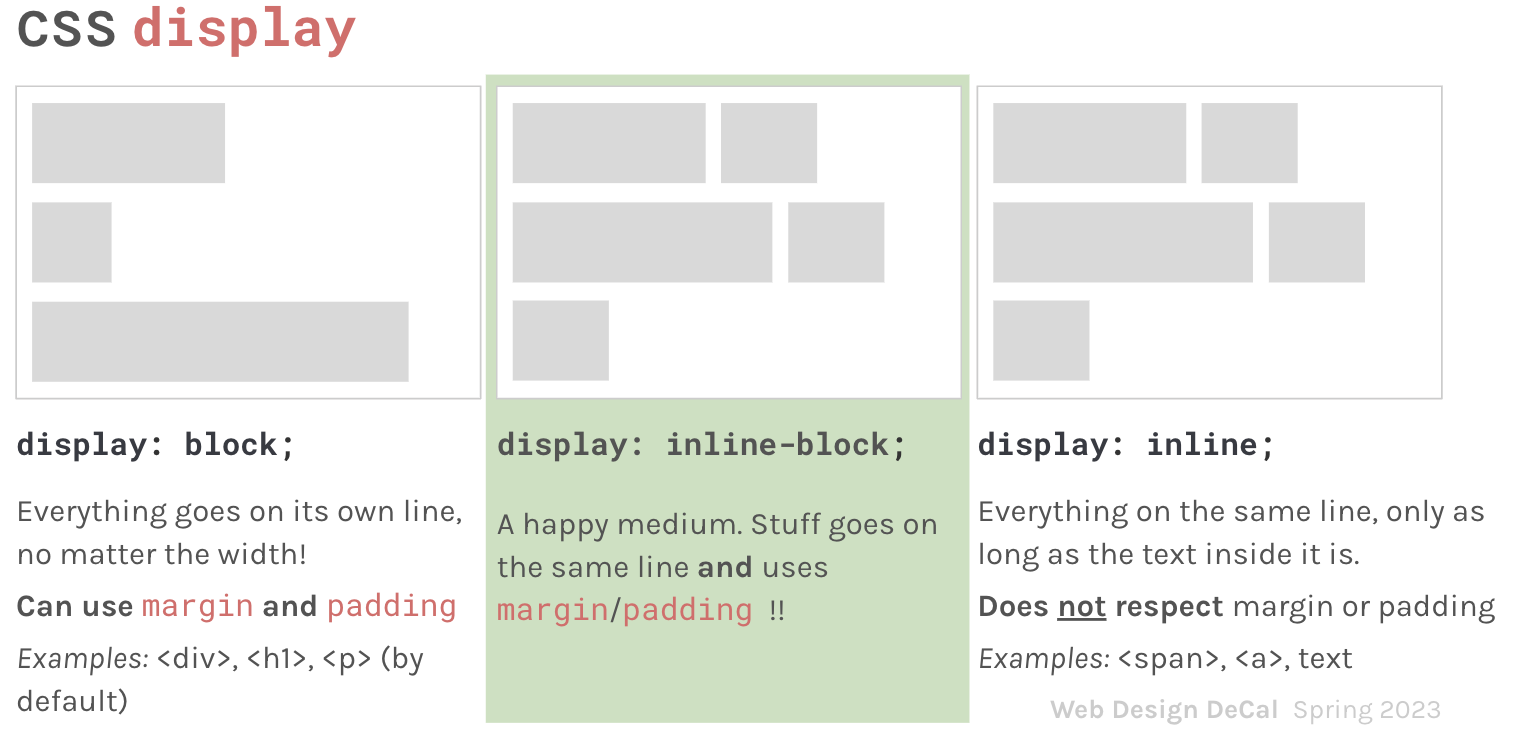 CSS display
display: block;
Everything goes on its own line,
no matter the width!
Can use margin and padding
Examples: <div>, <h1>, <p> (by
default)
display: inline-block;
A happy medium. Stuff goes on
the same line and uses
margin/padding !!
display: inline;
Everything on the same line, only as
long as the text inside it is.
Does not respect margin or padding
Examples: <span>, <a>, text
Web Design DeCal Spring 2023